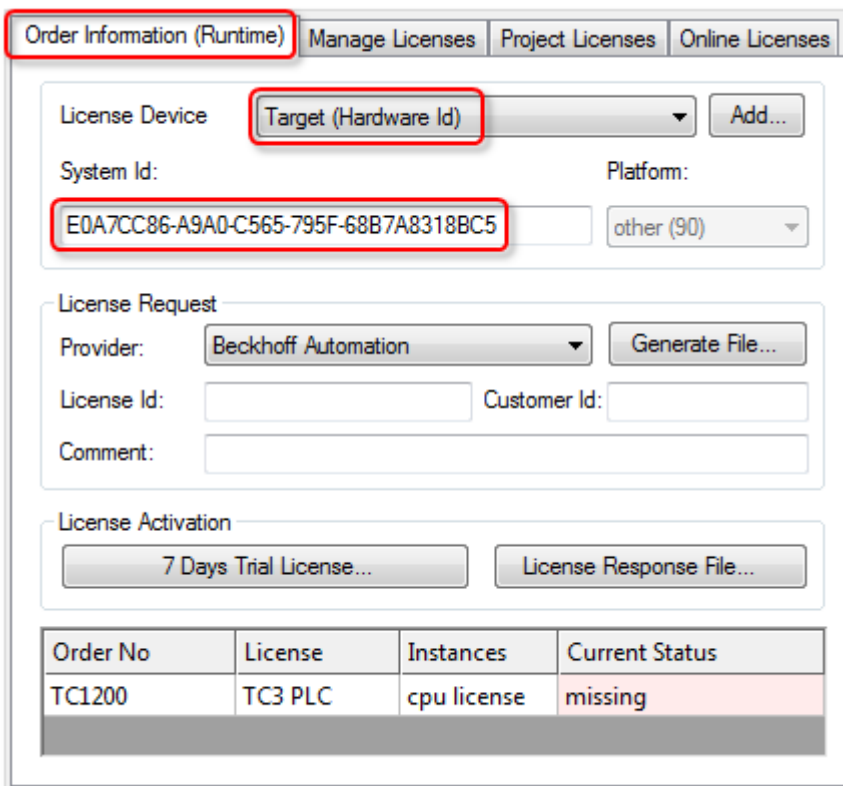 Order Information (Runtime) Manage Licenses Project Licenses Online Licenses
License Device Target (Hardware Id) Add...
System Id: Platform:
E0A7CC86-A9A0-C565-795F-68B7A8318BC5 other (90)
License Request
Provider: Beckhoff Automation Generate File...
License Id: Customer Id:
Comment:
License Activation
7 Days Trial License... License Response File...
Order No License Instances Current Status
TC1200 TC3 PLC cpu license missing